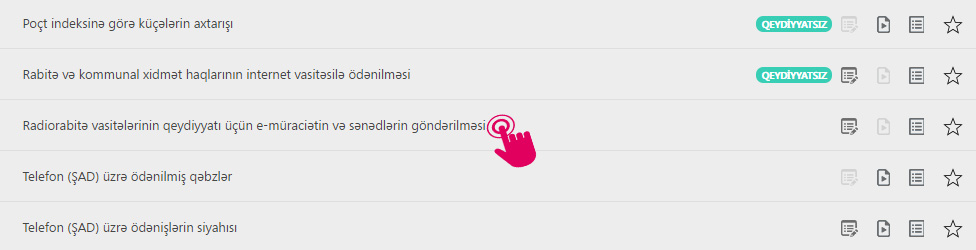 Poçt indeksinə görə küçələrin axtarışı QEYDİYYATSIZ
Rabitə və kommunal xidmət haqlarının internet vasitəsilə ödənilməsi QEYDİYYATSIZ
Radiorabitə vasitələrinin qeydiyyatı üçün e-müraciətin və sənədlərin göndərilməsi
Telefon (ŞAD) üzrə ödənilmiş qəbzlər
Telefon (ŞAD) üzrə ödənişlərin siyahısı